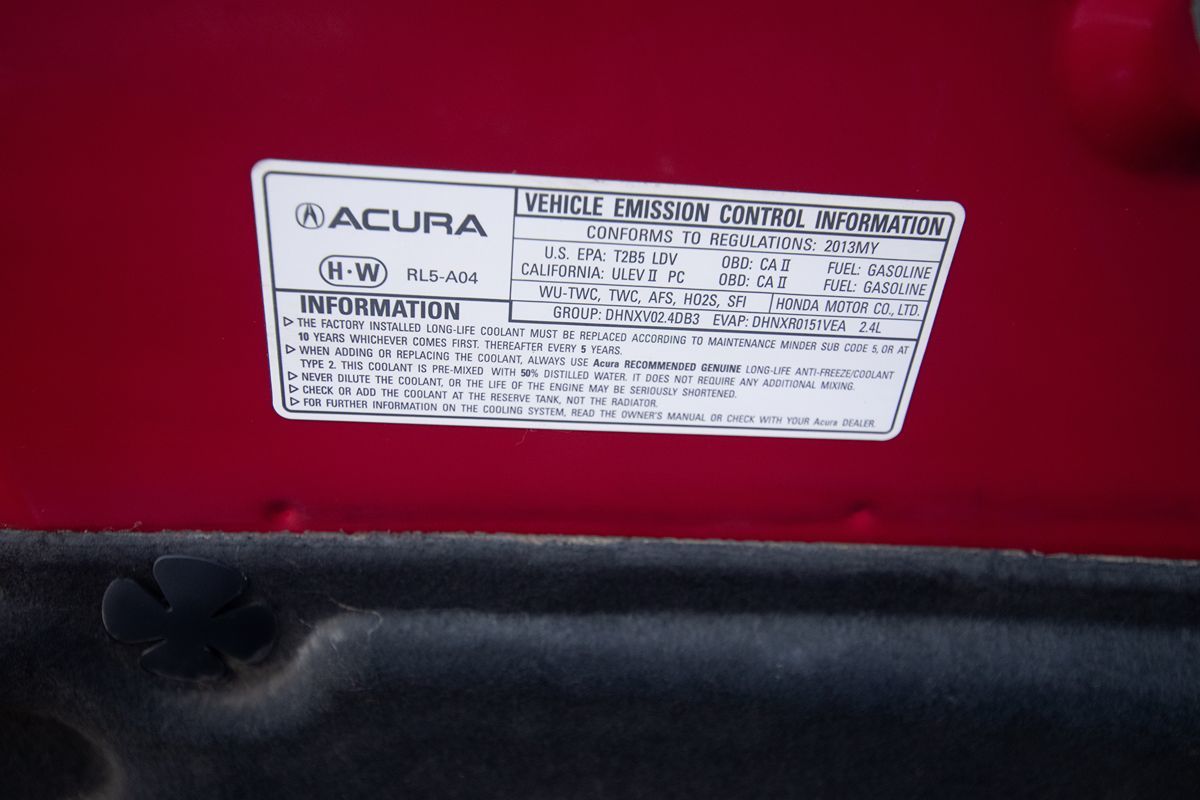 ACURA
H·W RL5-A04
VEHICLE EMISSION CONTROL INFORMATION
CONFORMS TO REGULATIONS: 2013MY
U.S. EPA: T2B5 LDV OBD: CA II FUEL: GASOLINE
CALIFORNIA: ULEV II PC OBD: CA II FUEL: GASOLINE
WU-TWC, TWC, AFS, HO2S, SFI HONDA MOTOR CO., LTD.
GROUP: DHNXV02.4DB3 EVAP: DHNXR0151VEA 2.4L
INFORMATION
▷ THE FACTORY INSTALLED LONG-LIFE COOLANT MUST BE REPLACED ACCORDING TO MAINTENANCE MINDER SUB CODE 5, OR AT
10 YEARS WHICHEVER COMES FIRST. THEREAFTER EVERY 5 YEARS.
▷ WHEN ADDING OR REPLACING THE COOLANT, ALWAYS USE Acura RECOMMENDED GENUINE LONG-LIFE ANTI-FREEZE/COOLANT
TYPE 2. THIS COOLANT IS PRE-MIXED WITH 50% DISTILLED WATER. IT DOES NOT REQUIRE ANY ADDITIONAL MIXING.
▷ NEVER DILUTE THE COOLANT, OR THE LIFE OF THE ENGINE MAY BE SERIOUSLY SHORTENED.
▷ CHECK OR ADD THE COOLANT AT THE RESERVE TANK, NOT THE RADIATOR.
▷ FOR FURTHER INFORMATION ON THE COOLING SYSTEM, READ THE OWNER'S MANUAL OR CHECK WITH YOUR Acura DEALER.